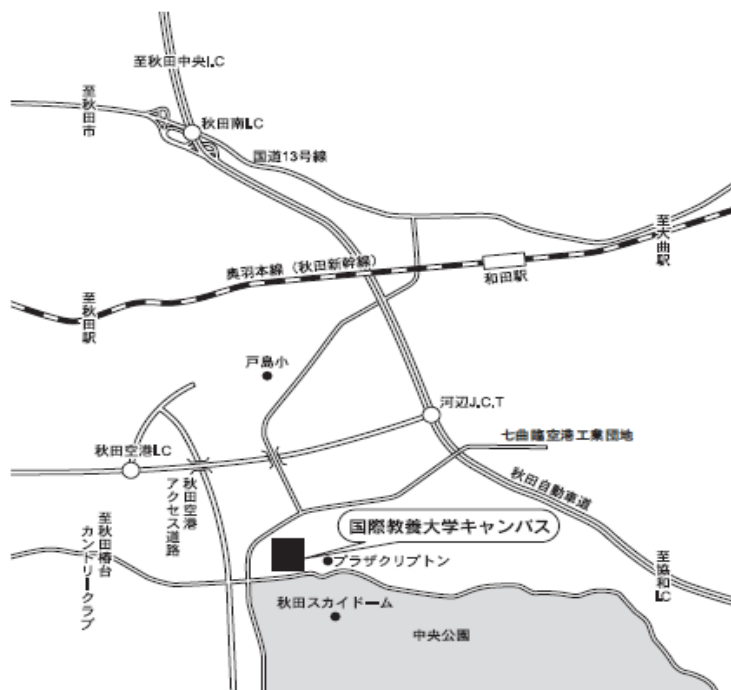 至秋田中央I.C
至秋田市
秋田南I.C
国道13号線
至大曲駅
奥羽本線（秋田新幹線）
和田駅
至秋田駅
戸島小
河辺J.C.T
七曲臨空港工業団地
秋田空港I.C
秋田空港
アクセス道路
秋田自動車道
至秋田椿台
カンドリークラブ
国際教養大学キャンパス
プラザクリプトン
至協和I.C
秋田スカイドーム
中央公園